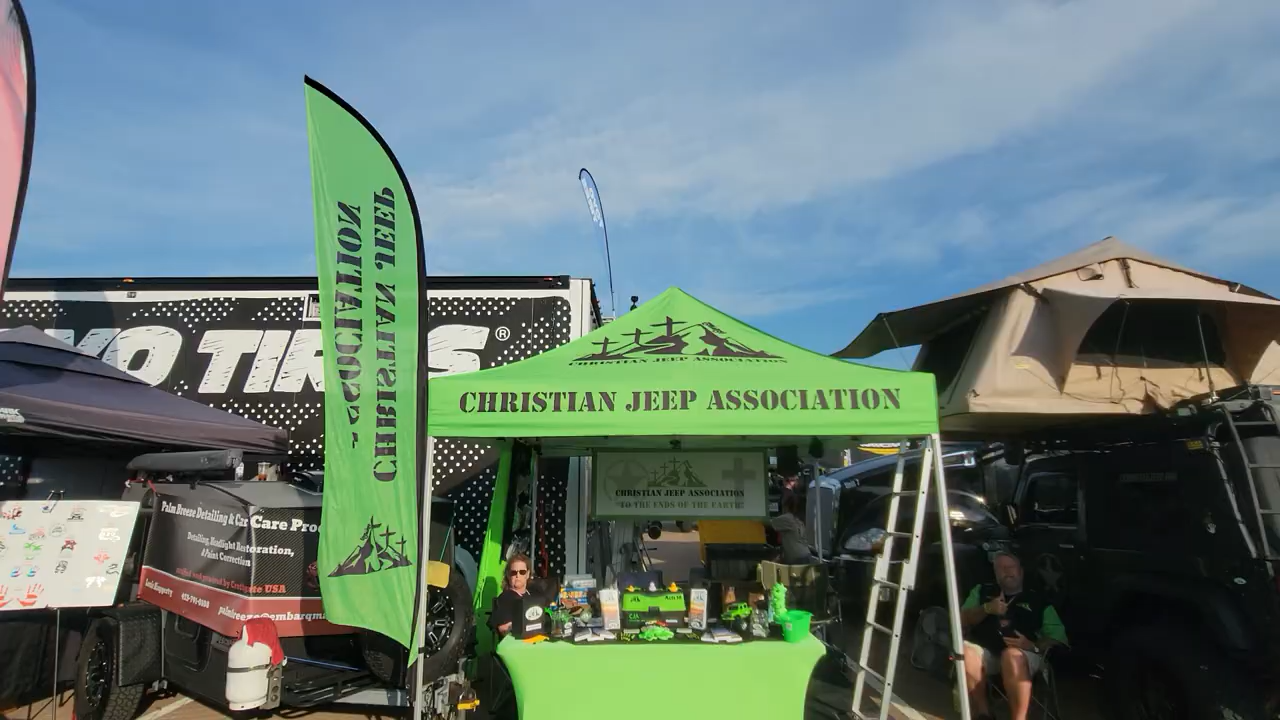 CHRISTIAN JEEP
ASSOCIATION
TIRES®
CHRISTIAN JEEP ASSOCIATION
CHRISTIAN JEEP ASSOCIATION
CHRISTIAN JEEP ASSOCIATION
TO THE ENDS OF THE EARTH
Palm Breeze Detailing & Car Care Pro
Detailing, Headlight Restoration,
/Paint Correction
USA